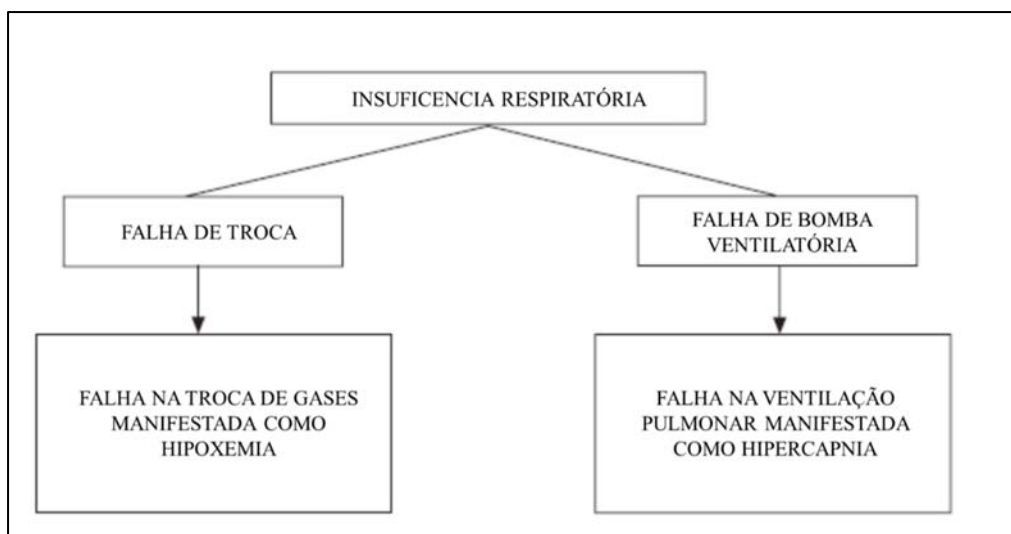 INSUFICENCIA RESPIRATÓRIA
FALHA DE TROCA
FALHA DE BOMBA
VENTILATÓRIA
FALHA NA TROCA DE GASES
MANIFESTADA COMO
HIPOXEMIA
FALHA NA VENTILAÇÃO
PULMONAR MANIFESTADA
COMO HIPERCAPNIA